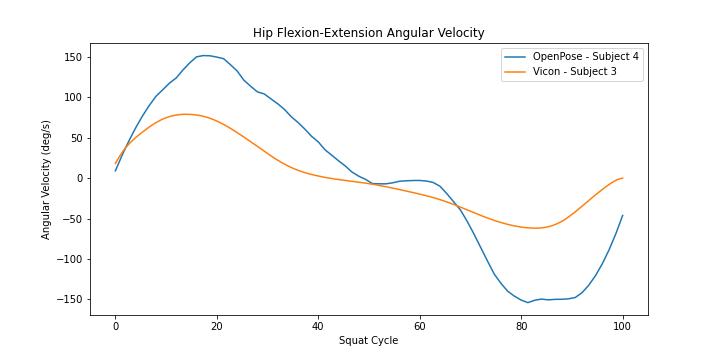 Hip Flexion-Extension Angular Velocity
OpenPose - Subject 4
Vicon - Subject 3
Angular Velocity (deg/s)
150
100
50
0
−50
−100
−150
0
20
40
60
80
100
Squat Cycle